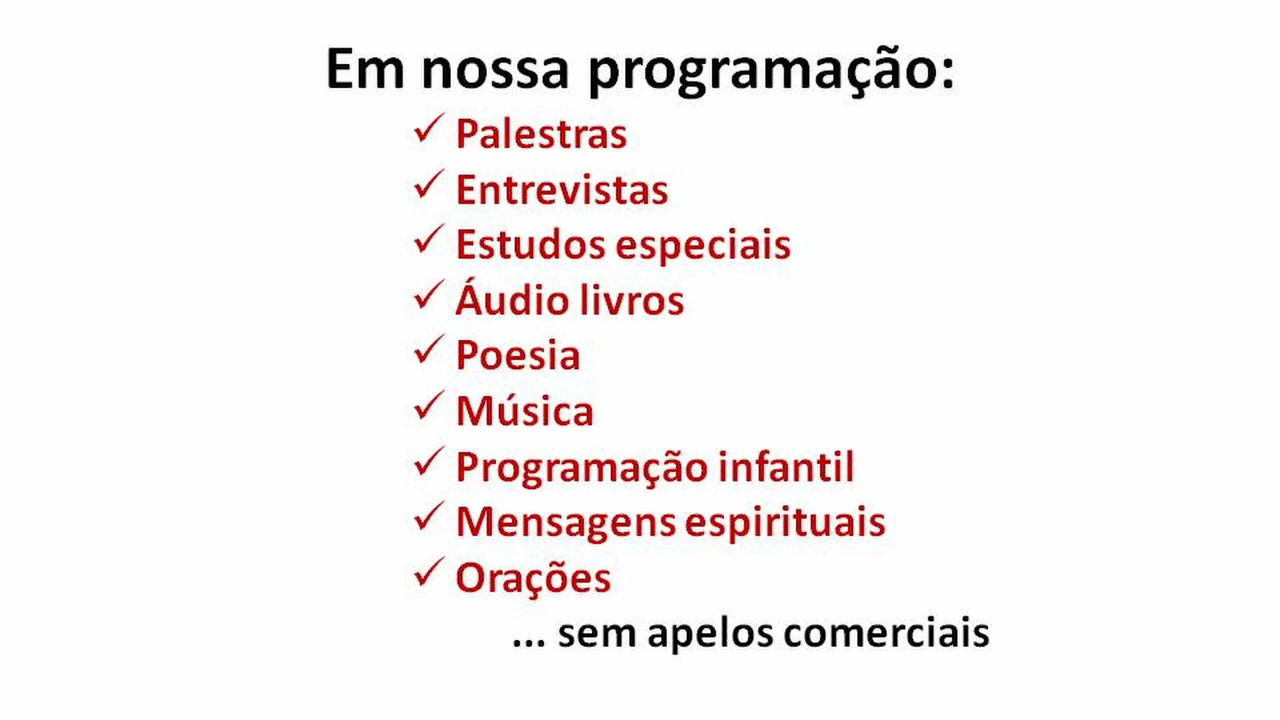 Em nossa programação:
✓ Palestras
✓ Entrevistas
✓ Estudos especiais
✓ Áudio livros
✓ Poesia
✓ Música
✓ Programação infantil
✓ Mensagens espirituais
✓ Orações
... sem apelos comerciais